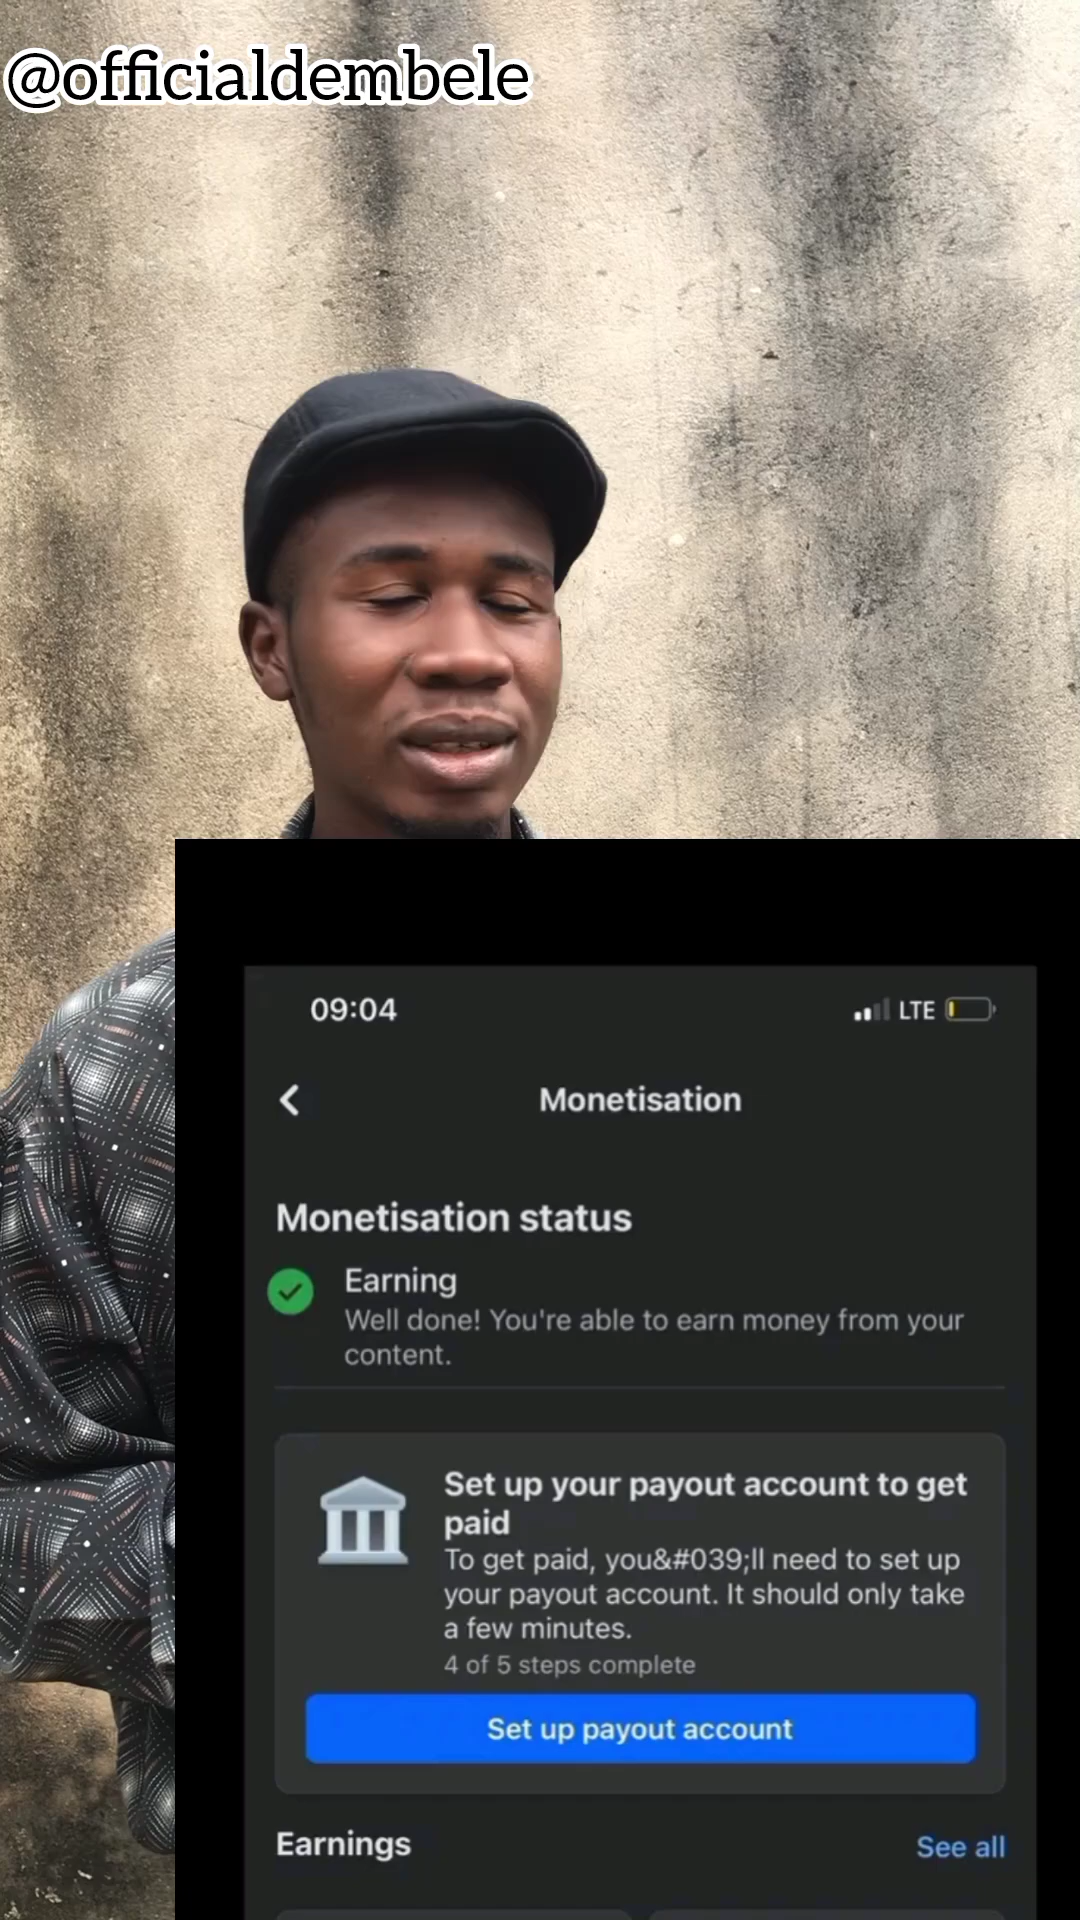 @officialdembele
09:04
LTE
Monetisation
Monetisation status
Earning
Well done! You're able to earn money from your
content.
Set up your payout account to get
paid
To get paid, you&#039;ll need to set up
your payout account. It should only take
a few minutes.
4 of 5 steps complete
Set up payout account
Earnings
See all